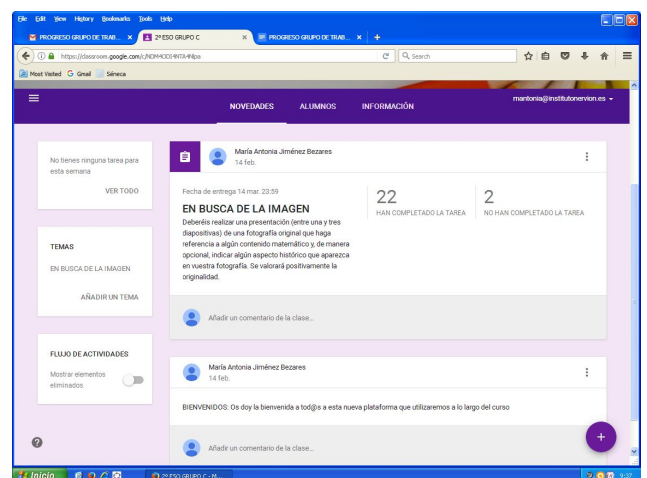 File Edit View History Bookmarks Tools Help
PROGRESO GRUPO DE TRAB...
2º ESO GRUPO C
PROGRESO GRUPO DE TRAB...
Search
Most Visited Gmail Séneca
NOVEDADES ALUMNOS INFORMACIÓN
mantonia@institutonervion.es
No tienes ninguna tarea para
esta semana
VER TODO
TEMAS
EN BUSCA DE LA IMAGEN
AÑADIR UN TEMA
FLUJO DE ACTIVIDADES
Mostrar elementos
eliminados
María Antonia Jiménez Bezares
14 feb.
Fecha de entrega 14 mar. 23:59
EN BUSCA DE LA IMAGEN
Deberéis realizar una presentación (entre una y tres
diapositivas) de una fotografía original que haga
referencia a algún contenido matemático y, de manera
opcional, indicar algún aspecto histórico que aparezca
en vuestra fotografía. Se valorará positivamente la
originalidad.
22
HAN COMPLETADO LA TAREA
2
NO HAN COMPLETADO LA TAREA
Añadir un comentario de la clase...
María Antonia Jiménez Bezares
14 feb.
BIENVENIDOS: Os doy la bienvenida a tod@s a esta nueva plataforma que utilizaremos a lo largo del curso
Añadir un comentario de la clase...
Inicio
2º ESO GRUPO C - M...
9:37